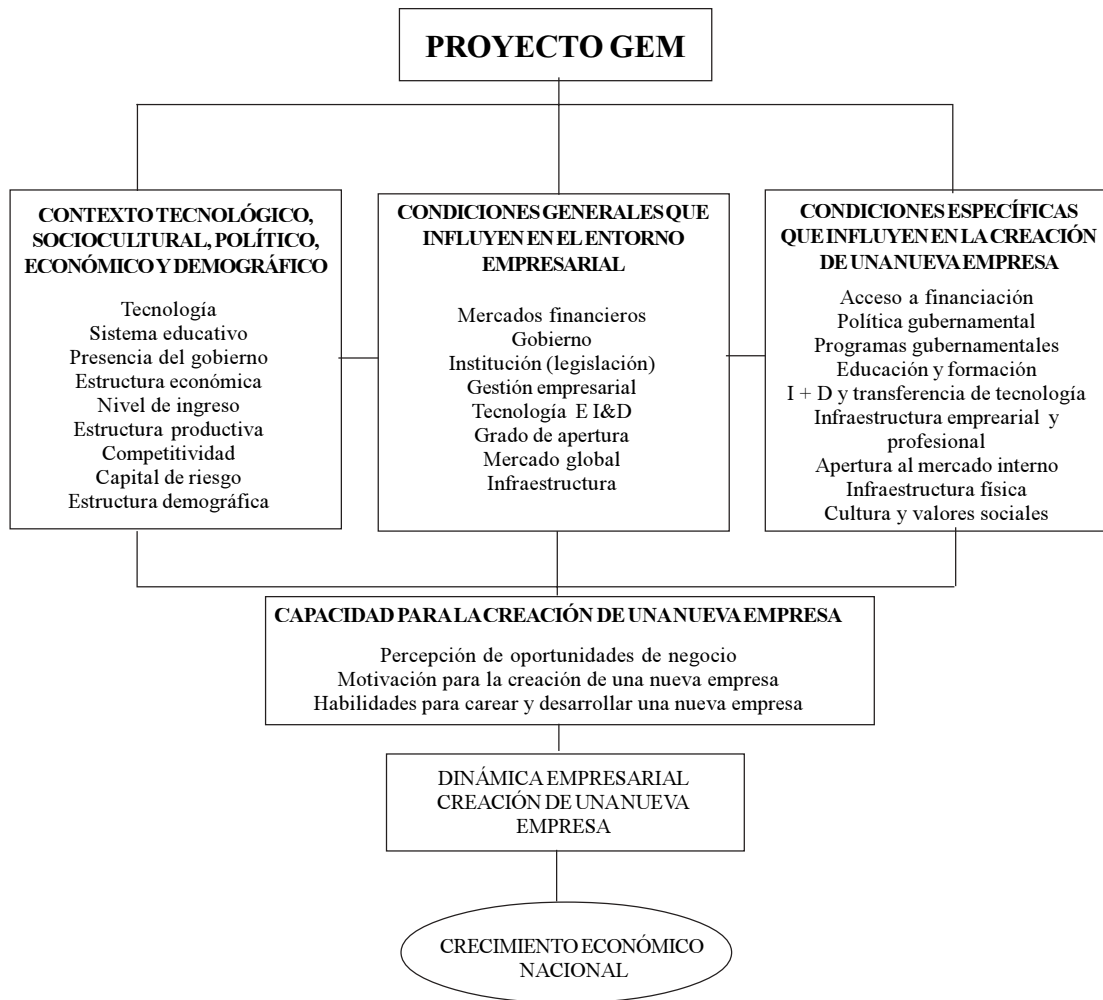 PROYECTO GEM
CONTEXTO TECNOLÓGICO,
SOCIOCULTURAL, POLÍTICO,
ECONÓMICO Y DEMOGRÁFICO
Tecnología
Sistema educativo
Presencia del gobierno
Estructura económica
Nivel de ingreso
Estructura productiva
Competitividad
Capital de riesgo
Estructura demográfica
CONDICIONES GENERALES QUE
INFLUYEN EN EL ENTORNO
EMPRESARIAL
Mercados financieros
Gobierno
Institución (legislación)
Gestión empresarial
Tecnología E I&D
Grado de apertura
Mercado global
Infraestructura
CONDICIONES ESPECÍFICAS
QUE INFLUYEN EN LA CREACIÓN
DE UNA NUEVA EMPRESA
Acceso a financiación
Política gubernamental
Programas gubernamentales
Educación y formación
I + D y transferencia de tecnología
Infraestructura emprearial y
profesional
Apertura al mercado interno
Infraestructura física
Cultura y valores sociales
CAPACIDAD PARA LA CREACIÓN DE UNA NUEVA EMPRESA
Percepción de oportunidades de negocio
Motivación para la creación de una nueva empresa
Habilidades para carear y desarrollar una nueva empresa
DINÁMICA EMPRESARIAL
CREACIÓN DE UNA NUEVA
EMPRESA
CRECIMIENTO ECONÓMICO
NACIONAL